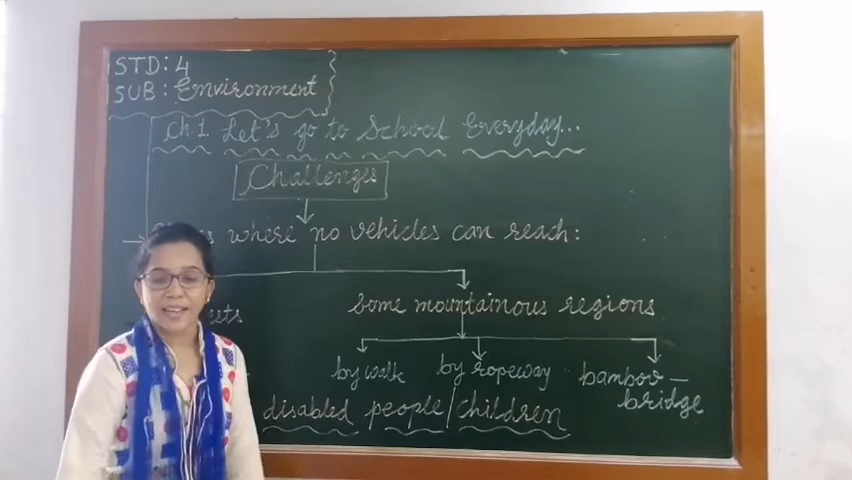 STD: 4
SUB: Environment
Ch-1. Let's go to School Everyday...
Challenges
where no vehicles can reach:
Some mountainous regions
by walk by ropeway bamboo-
bridge
disabled people/children